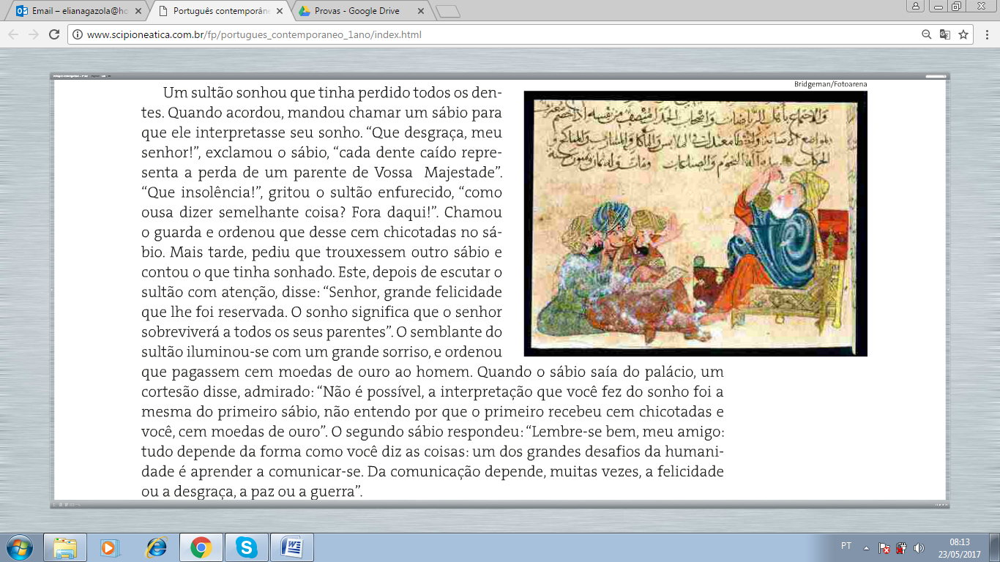 Email – elianagazola@ho
Português contemporâne
Provas - Google Drive
www.scipioneatica.com.br/fp/portugues_contemporaneo_1ano/index.html
Bridgeman/Fotoarena
Um sultão sonhou que tinha perdido todos os den-
tes. Quando acordou, mandou chamar um sábio para
que ele interpretasse seu sonho. “Que desgraça, meu
senhor!”, exclamou o sábio, “cada dente caído repre-
senta a perda de um parente de Vossa Majestade”.
“Que insolência!”, gritou o sultão enfurecido, “como
ousa dizer semelhante coisa? Fora daqui!”. Chamou
o guarda e ordenou que desse cem chicotadas no sá-
bio. Mais tarde, pediu que trouxessem outro sábio e
contou o que tinha sonhado. Este, depois de escutar o
sultão com atenção, disse: “Senhor, grande felicidade
que lhe foi reservada. O sonho significa que o senhor
sobreviverá a todos os seus parentes”. O semblante do
sultão iluminou-se com um grande sorriso, e ordenou
que pagassem cem moedas de ouro ao homem. Quando o sábio saía do palácio, um
cortesão disse, admirado: “Não é possível, a interpretação que você fez do sonho foi a
mesma do primeiro sábio, não entendo por que o primeiro recebeu cem chicotadas e
você, cem moedas de ouro”. O segundo sábio respondeu: “Lembre-se bem, meu amigo:
tudo depende da forma como você diz as coisas: um dos grandes desafios da humani-
dade é aprender a comunicar-se. Da comunicação depende, muitas vezes, a felicidade
ou a desgraça, a paz ou a guerra”.
PT
08:13
23/05/2017